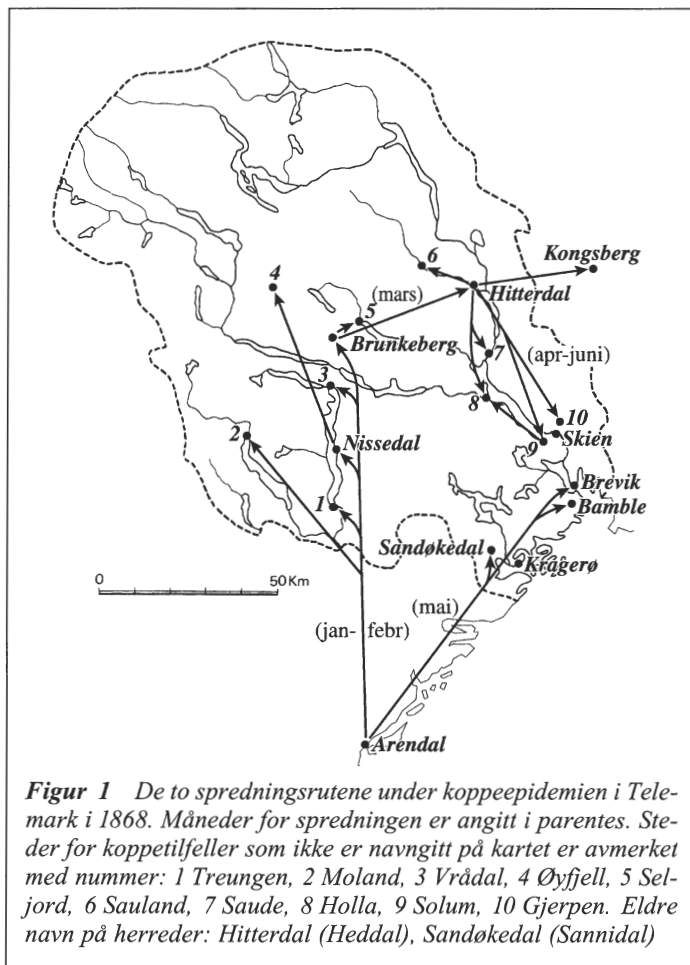 6
Kongsberg
4
Hitterdal
(mars)
5
Brunkeberg
7
(apr-juni)
3
8
10
2
9
Skien
Nissedal
Brevik
1
Bamble
Sandøkedal
Krågerø
0
50 Km
(mai)
(jan-
febr)
Arendal
Figur 1 De to spredningsrutene under koppeepidemien i Tele-
mark i 1868. Måneder for spredningen er angitt i parentes. Ste-
der for koppetilfeller som ikke er navngitt på kartet er avmerket
med nummer: 1 Treungen, 2 Moland, 3 Vrådal, 4 Øyfjell, 5 Sel-
jord, 6 Sauland, 7 Saude, 8 Holla, 9 Solum, 10 Gjerpen. Eldre
navn på herreder: Hitterdal (Heddal), Sandøkedal (Sannidal)